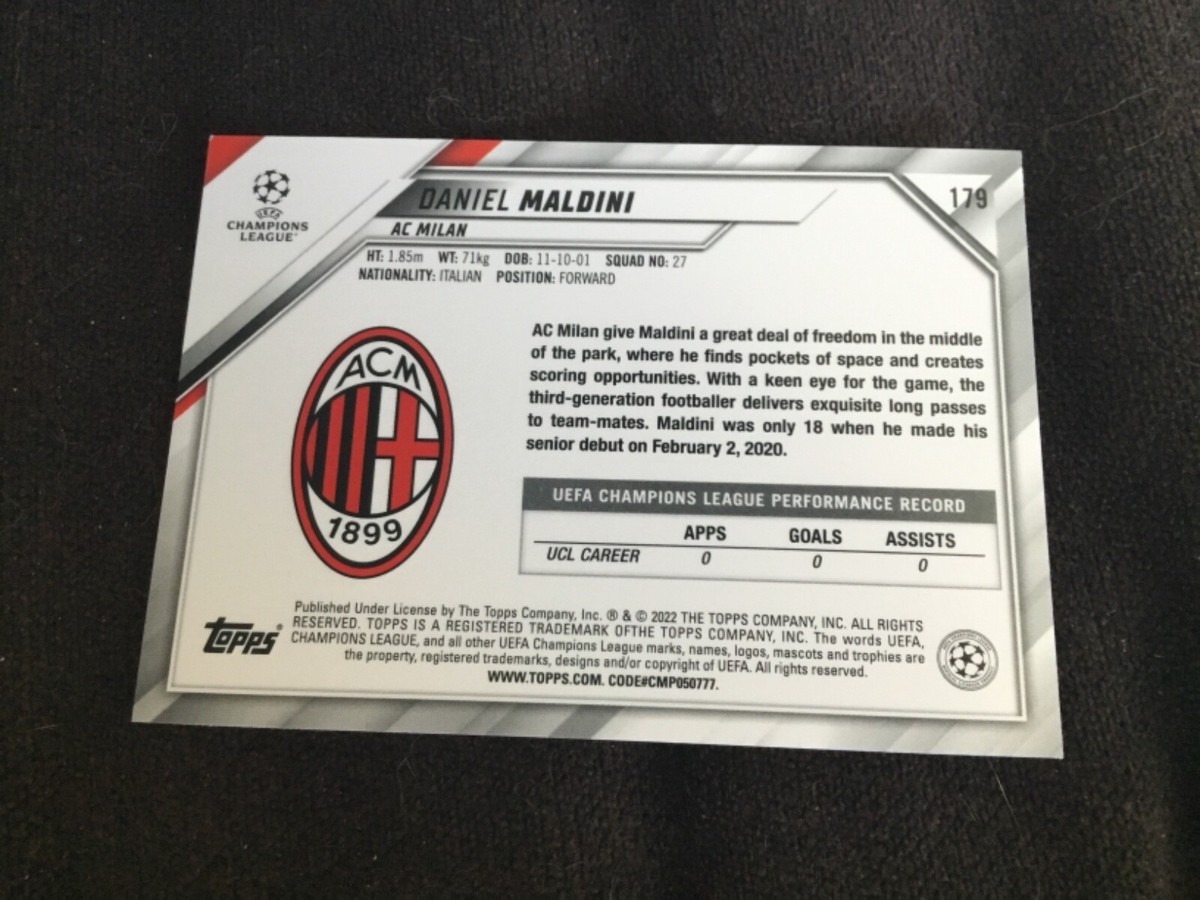 UEFA
CHAMPIONS
LEAGUE
DANIEL MALDINI
179
AC MILAN
HT: 1.85m WT: 71kg DOB: 11-10-01 SQUAD NO: 27
NATIONALITY: ITALIAN POSITION: FORWARD
ACM
1899
AC Milan give Maldini a great deal of freedom in the middle
of the park, where he finds pockets of space and creates
scoring opportunities. With a keen eye for the game, the
third-generation footballer delivers exquisite long passes
to team-mates. Maldini was only 18 when he made his
senior debut on February 2, 2020.
UEFA CHAMPIONS LEAGUE PERFORMANCE RECORD
APPS GOALS ASSISTS
UCL CAREER 0 0 0
topps®
Published Under License by The Topps Company, Inc. ® & © 2022 THE TOPPS COMPANY, INC. ALL RIGHTS
RESERVED. TOPPS IS A REGISTERED TRADEMARK OFTHE TOPPS COMPANY, INC. The words UEFA,
CHAMPIONS LEAGUE, and all other UEFA Champions League marks, names, logos, mascots and trophies are
the property, registered trademarks, designs and/or copyright of UEFA. All rights reserved.
WWW.TOPPS.COM. CODE#CMP050777.